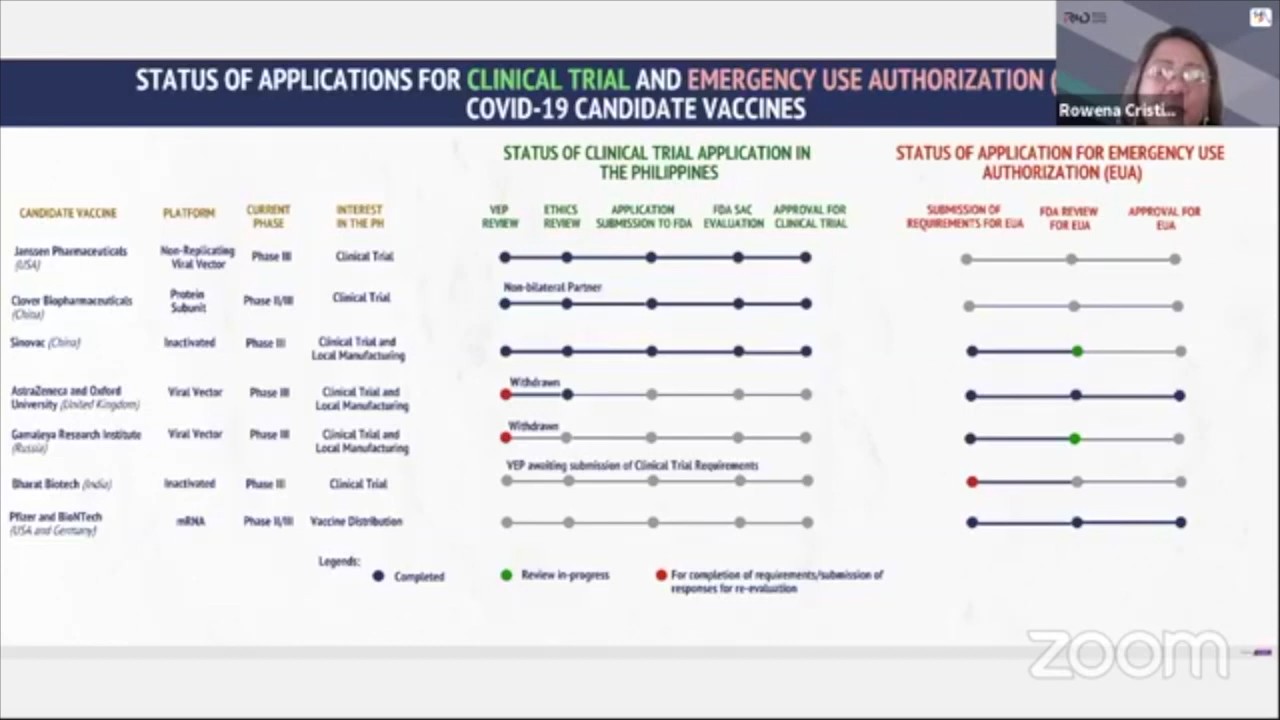 STATUS OF APPLICATIONS FOR CLINICAL TRIAL AND EMERGENCY USE AUTHORIZATION (
COVID-19 CANDIDATE VACCINES
Rowena Cristi...
STATUS OF CLINICAL TRIAL APPLICATION IN
THE PHILIPPINES
STATUS OF APPLICATION FOR EMERGENCY USE
AUTHORIZATION (EUA)
CANDIDATE VACCINE
PLATFORM
CURRENT
PHASE
INTEREST
IN THE PH
VEP
REVIEW
ETHICS
REVIEW
APPLICATION
SUBMISSION TO FDA
FDA SAC
EVALUATION
APPROVAL FOR
CLINICAL TRIAL
SUBMISSION OF
REQUIREMENTS FOR EUA
FDA REVIEW
FOR EUA
APPROVAL FOR
EUA
Janssen Pharmaceuticals
(USA)
Non-Replicating
Viral Vector
Phase III
Clinical Trial
Clover Biopharmaceuticals
(China)
Protein
Subunit
Phase II/III
Clinical Trial
Non-bilateral Partner
Sinovac (China)
Inactivated
Phase III
Clinical Trial and
Local Manufacturing
AstraZeneca and Oxford
University (United Kingdom)
Viral Vector
Phase III
Clinical Trial and
Local Manufacturing
Withdrawn
Gamaleya Research Institute
(Russia)
Viral Vector
Phase III
Clinical Trial and
Local Manufacturing
Withdrawn
Bharat Biotech (India)
Inactivated
Phase III
Clinical Trial
VEP awaiting submission of Clinical Trial Requirements
Pfizer and BioNTech
(USA and Germany)
mRNA
Phase II/III
Vaccine Distribution
Legends:
Completed
Review in-progress
For completion of requirements/submission of
responses for re-evaluation
zoom